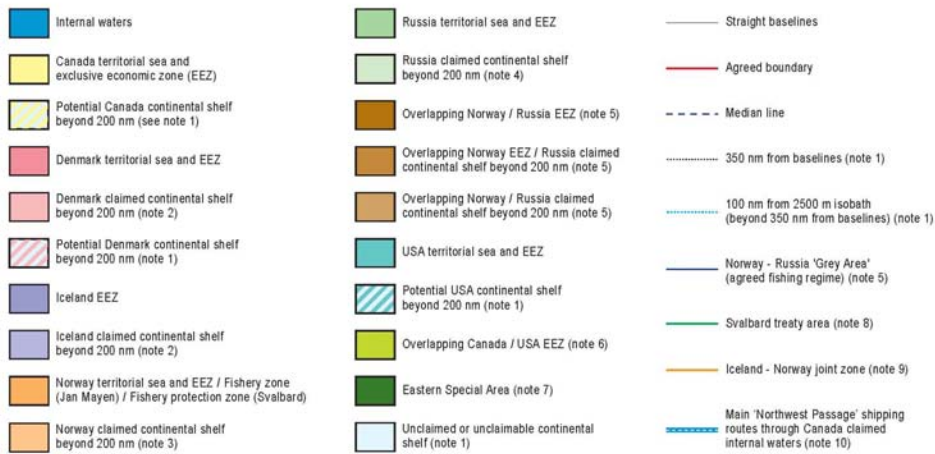 Internal waters
Canada territorial sea and
exclusive economic zone (EEZ)
Potential Canada continental shelf
beyond 200 nm (see note 1)
Denmark territorial sea and EEZ
Denmark claimed continental shelf
beyond 200 nm (note 2)
Potential Denmark continental shelf
beyond 200 nm (note 1)
Iceland EEZ
Iceland claimed continental shelf
beyond 200 nm (note 2)
Norway territorial sea and EEZ / Fishery zone
(Jan Mayen) / Fishery protection zone (Svalbard)
Norway claimed continental shelf
beyond 200 nm (note 3)
Russia territorial sea and EEZ
Russia claimed continental shelf
beyond 200 nm (note 4)
Overlapping Norway / Russia EEZ (note 5)
Overlapping Norway EEZ / Russia claimed
continental shelf beyond 200 nm (note 5)
Overlapping Norway / Russia claimed
continental shelf beyond 200 nm (note 5)
USA territorial sea and EEZ
Potential USA continental shelf
beyond 200 nm (note 1)
Overlapping Canada / USA EEZ (note 6)
Eastern Special Area (note 7)
Unclaimed or unclaimable continental
shelf (note 1)
Straight baselines
Agreed boundary
Median line
350 nm from baselines (note 1)
100 nm from 2500 m isobath
(beyond 350 nm from baselines) (note 1)
Norway - Russia 'Grey Area'
(agreed fishing regime) (note 5)
Svalbard treaty area (note 8)
Iceland - Norway joint zone (note 9)
Main 'Northwest Passage' shipping
routes through Canada claimed
internal waters (note 10)